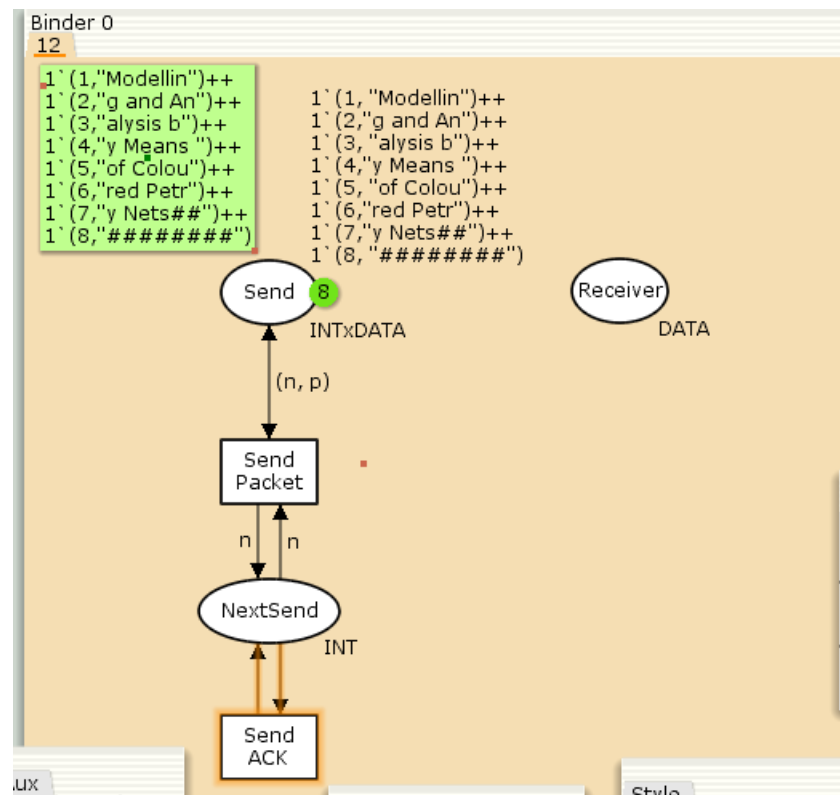 Binder 0
12
1`(1,"Modellin")++
1`(2,"g and An")++
1`(3,"alysis b")++
1`(4,"y Means ")++
1`(5,"of Colou")++
1`(6,"red Petr")++
1`(7,"y Nets##")++
1`(8,"########")
1`(1, "Modellin")++
1`(2,"g and An")++
1`(3, "alysis b")++
1`(4,"y Means ")++
1`(5, "of Colou")++
1`(6,"red Petr")++
1`(7,"y Nets##")++
1`(8, "########")
Send
8
INTxDATA
Receiver
DATA
(n, p)
Send
Packet
n
n
NextSend
INT
Send
ACK
Style